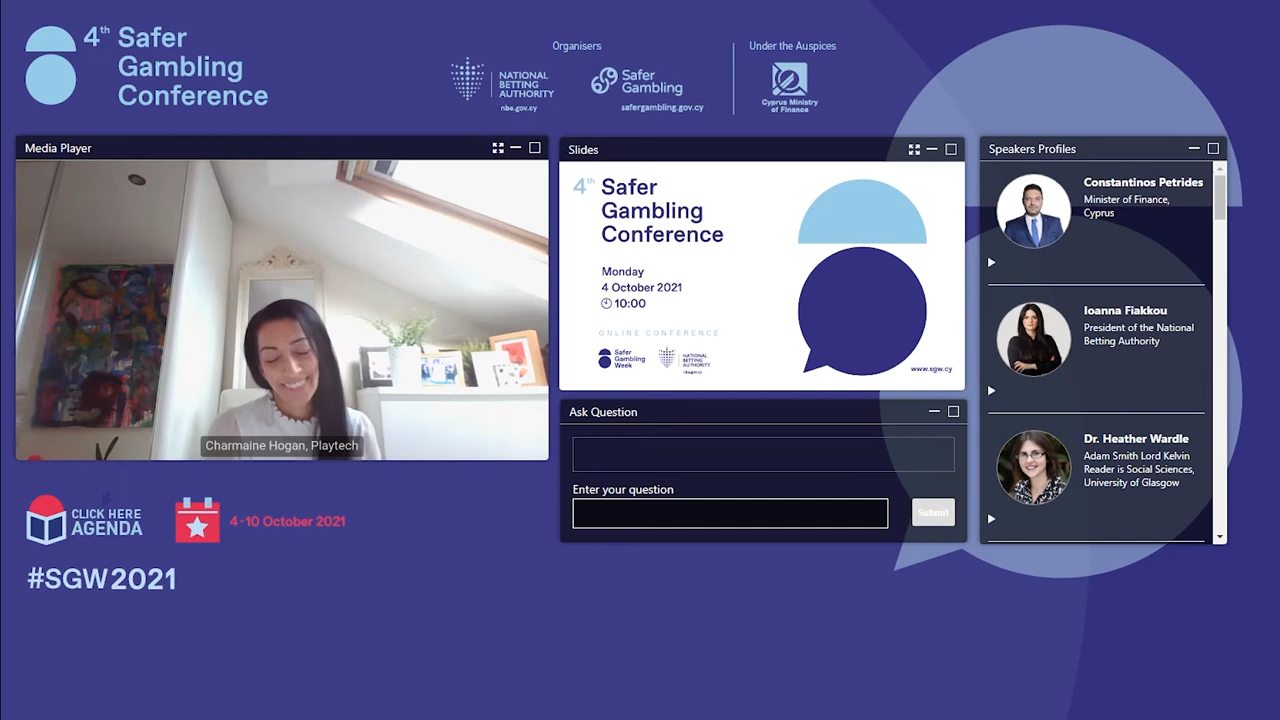 4th Safer
Gambling
Conference
Organisers
NATIONAL
BETTING
AUTHORITY
nba.gov.cy
Safer
Gambling
safergambling.gov.cy
Under the Auspices
Cyprus Ministry
of Finance
Media Player
Charmaine Hogan, Playtech
Slides
4th Safer
Gambling
Conference
Monday
4 October 2021
10:00
ONLINE CONFERENCE
Safer
Gambling
Week
NATIONAL
BETTING
AUTHORITY
nba.gov.cy
www.sgw.cy
Ask Question
Enter your question
Submit
Speakers Profiles
Constantinos Petrides
Minister of Finance,
Cyprus
Ioanna Fiakkou
President of the National
Betting Authority
Dr. Heather Wardle
Adam Smith Lord Kelvin
Reader is Social Sciences,
University of Glasgow
CLICK HERE
AGENDA
4-10 October 2021
#SGW2021